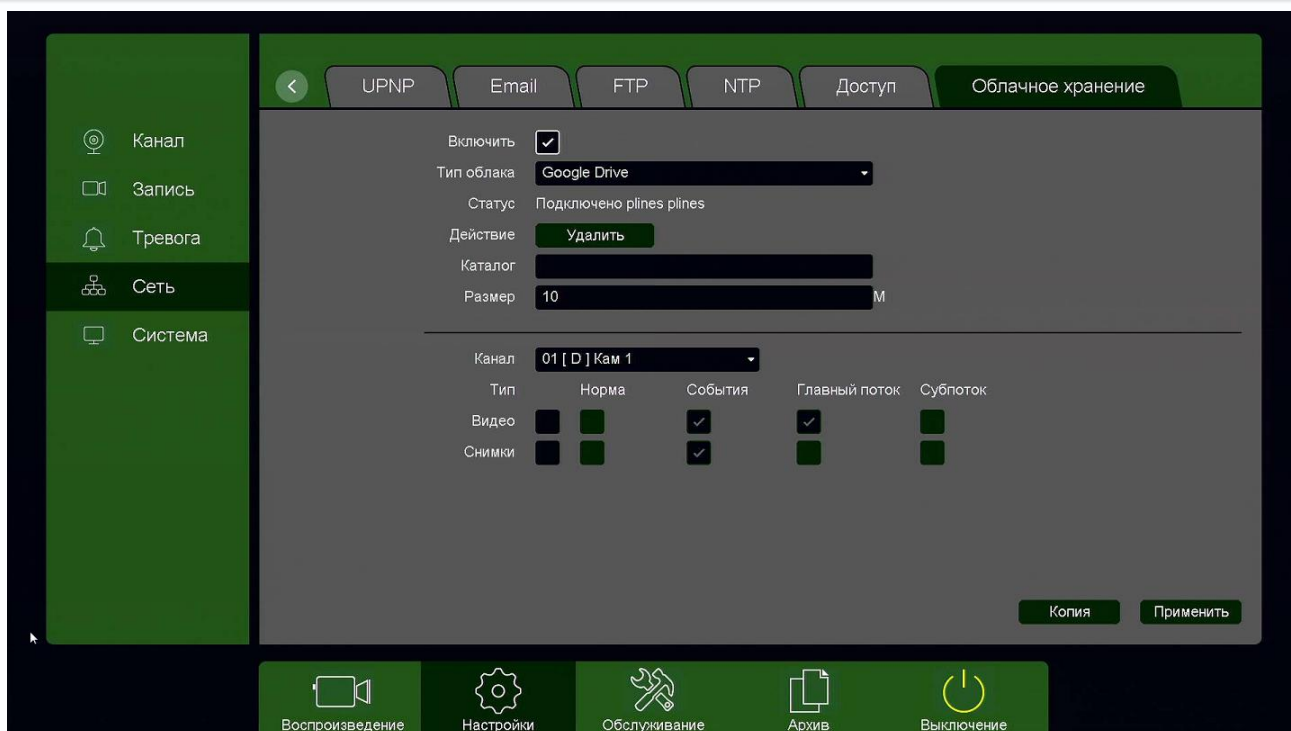 UPNP Email FTP NTP Доступ Облачное хранение
Канал
Запись
Тревога
Сеть
Система
Включить
Тип облака Google Drive
Статус Подключено plines plines
Действие Удалить
Каталог
Размер 10 М
Канал 01 [ D ] Кам 1
Тип Норма События Главный поток Субпоток
Видео
Снимки
Копия Применить
Воспроизведение Настройки Обслуживание Архив Выключение